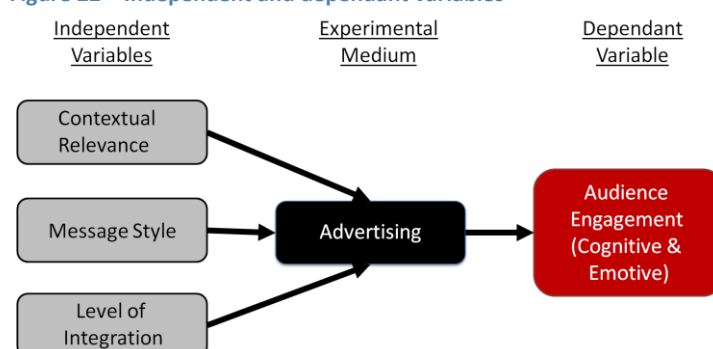 Independent
Variables
Experimental
Medium
Dependant
Variable
Contextual
Relevance
Message Style
Level of
Integration
Advertising
Audience
Engagement
(Cognitive &
Emotive)